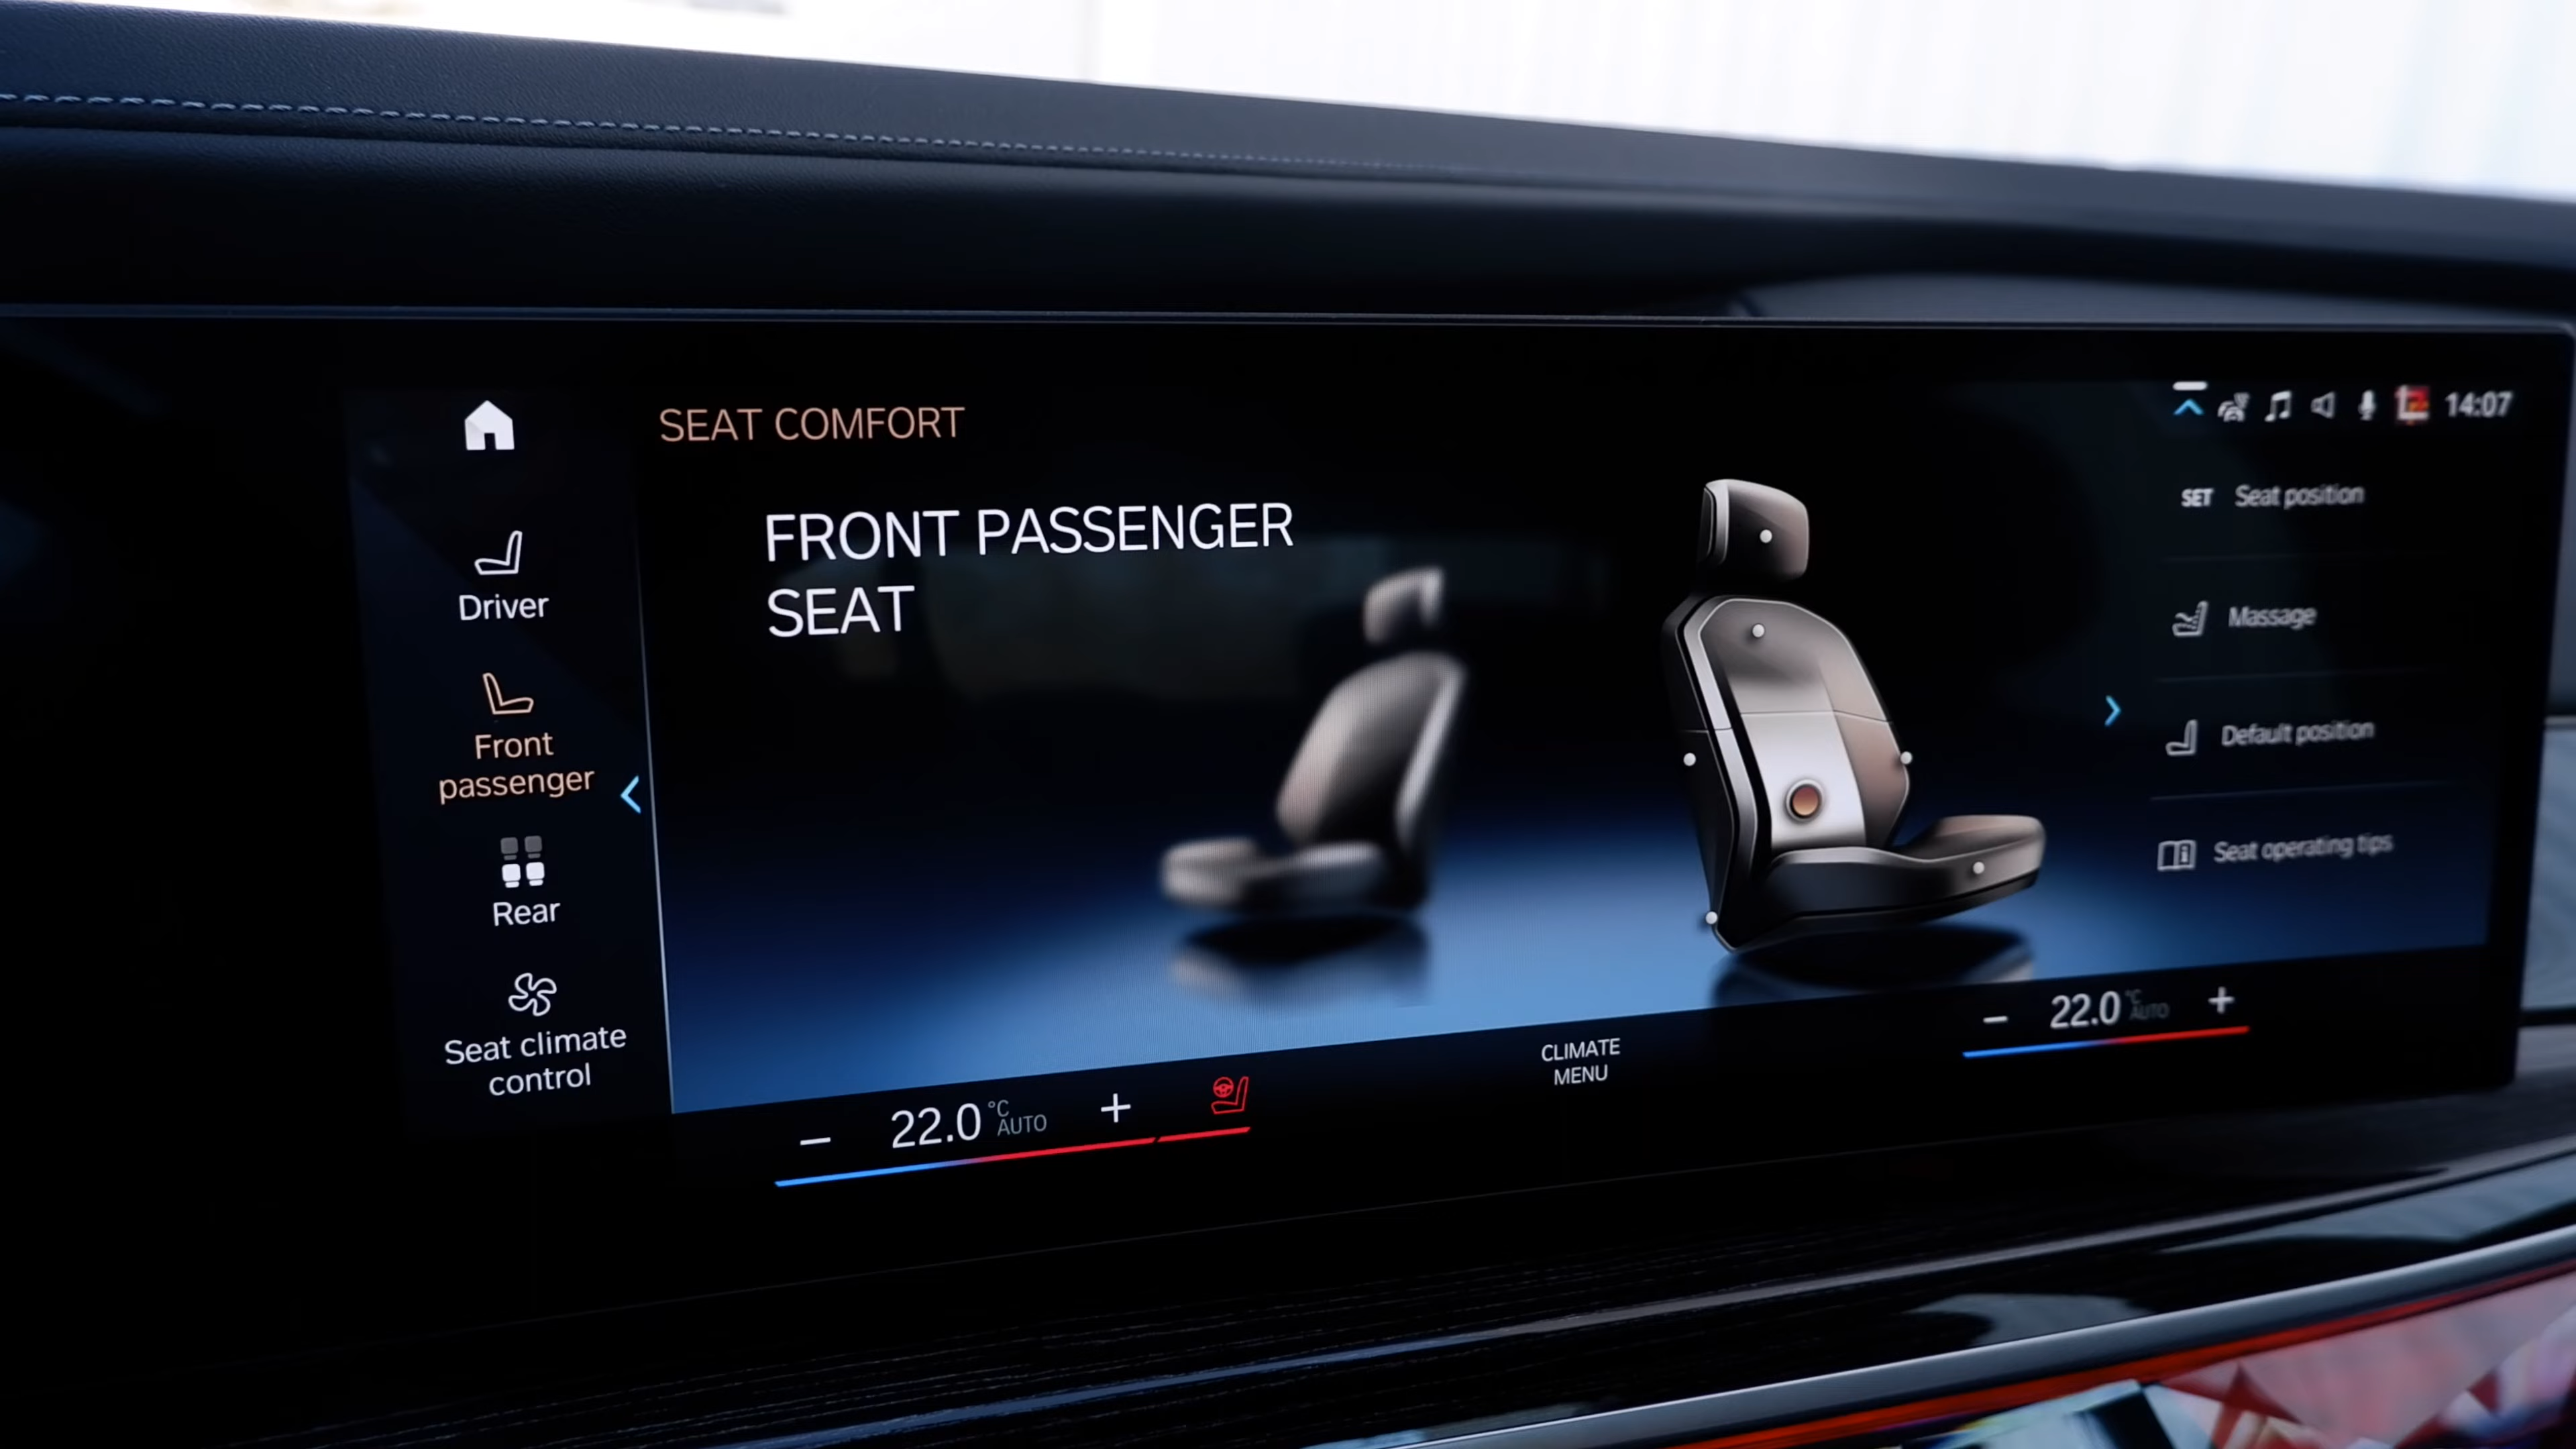 SEAT COMFORT
14:07
FRONT PASSENGER
SEAT
Driver
Front
passenger
Rear
Seat climate
control
SET Seat position
Massage
Default position
Seat operating tips
− 22.0 °C AUTO +
CLIMATE
MENU
− 22.0 °C AUTO +